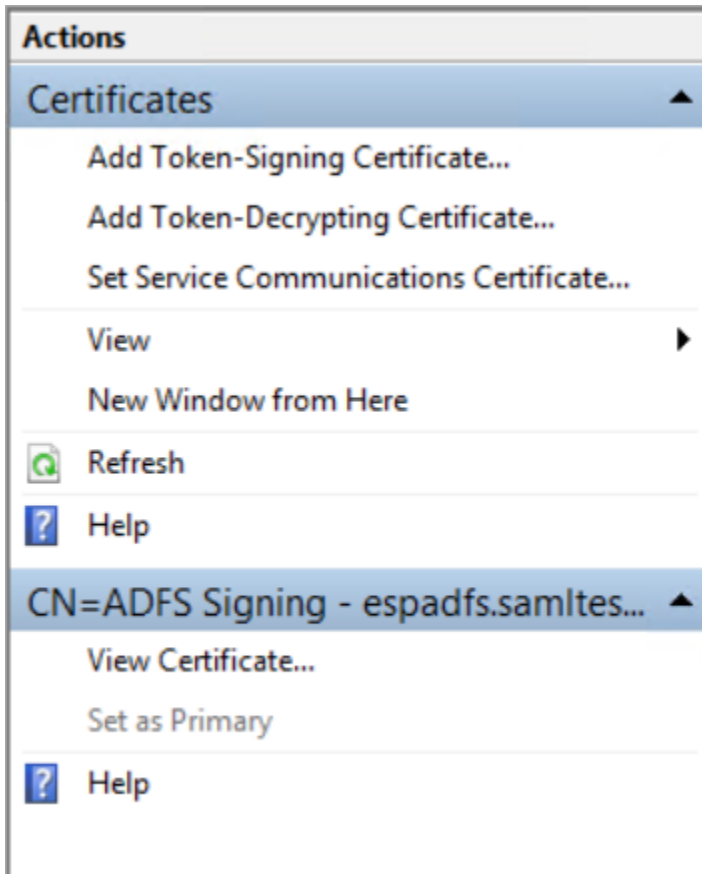 Actions
Certificates
Add Token-Signing Certificate...
Add Token-Decrypting Certificate...
Set Service Communications Certificate...
View
New Window from Here
Refresh
Help
CN=ADFS Signing - espadfs.samltes...
View Certificate...
Set as Primary
Help